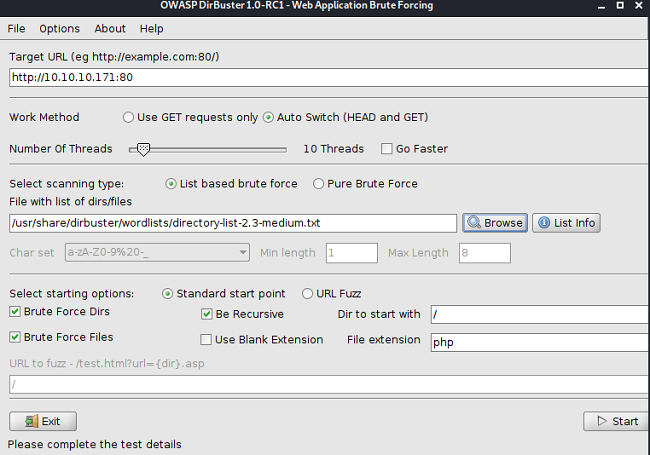 OWASP DirBuster 1.0-RC1 - Web Application Brute Forcing
File Options About Help
Target URL (eg http://example.com:80/)
http://10.10.10.171:80
Work Method Use GET requests only Auto Switch (HEAD and GET)
Number Of Threads 10 Threads Go Faster
Select scanning type: List based brute force Pure Brute Force
File with list of dirs/files
/usr/share/dirbuster/wordlists/directory-list-2.3-medium.txt Browse List Info
Char set a-zA-Z0-9%20-_ Min length 1 Max Length 8
Select starting options: Standard start point URL Fuzz
Brute Force Dirs Be Recursive Dir to start with /
Brute Force Files Use Blank Extension File extension php
URL to fuzz - /test.html?url={dir}.asp
/
Exit Start
Please complete the test details